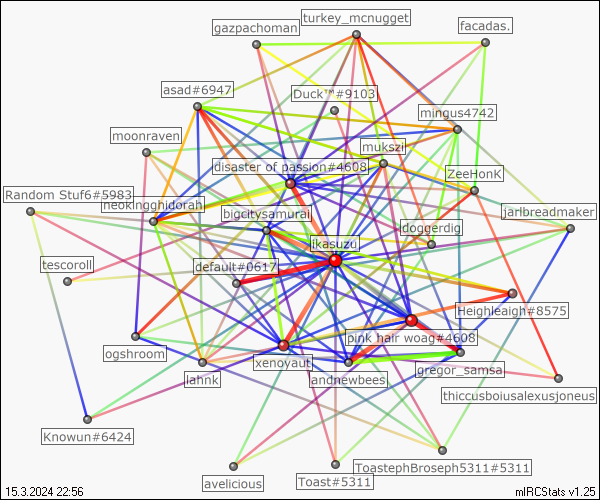 turkey_mcnugget
gazpachoman
facadas.
asad#6947
Duck™#9103
mingus4742
moonraven
mukszi
disaster of passion#4608
ZeeHonK
Random Stuf6#5983
neokinghidorah
bigcitysamurai
jarlbreadmaker
doggerdig
ikasuzu
tescoroll
default#0617
Heighleaigh#8575
pink hair woag#4608
ogshroom
xenoyaut
gregor_samsa
lahnk
andnewbees
thiccusboiusalexusjoneus
Knowun#6424
ToastephBroseph5311#5311
avelicious
Toast#5311
15.3.2024 22:56
mIRCStats v1.25